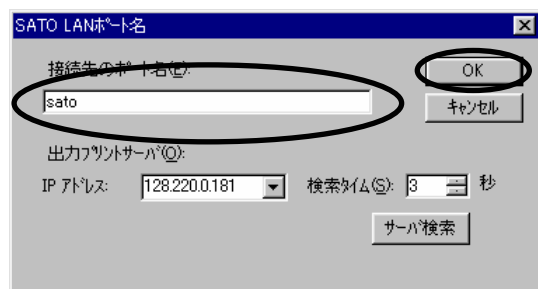 SATO LANﾎﾟｰﾄ名
接続先のﾎﾟｰﾄ名(E):
OK
sato
ｷｬﾝｾﾙ
出力ﾌﾟﾘﾝﾄサｰﾊﾞ(O):
IP ｱﾄﾞﾚｽ: 128.220.0.181 検索ﾀｲﾑ(S): 3 秒
サｰﾊﾞ検索